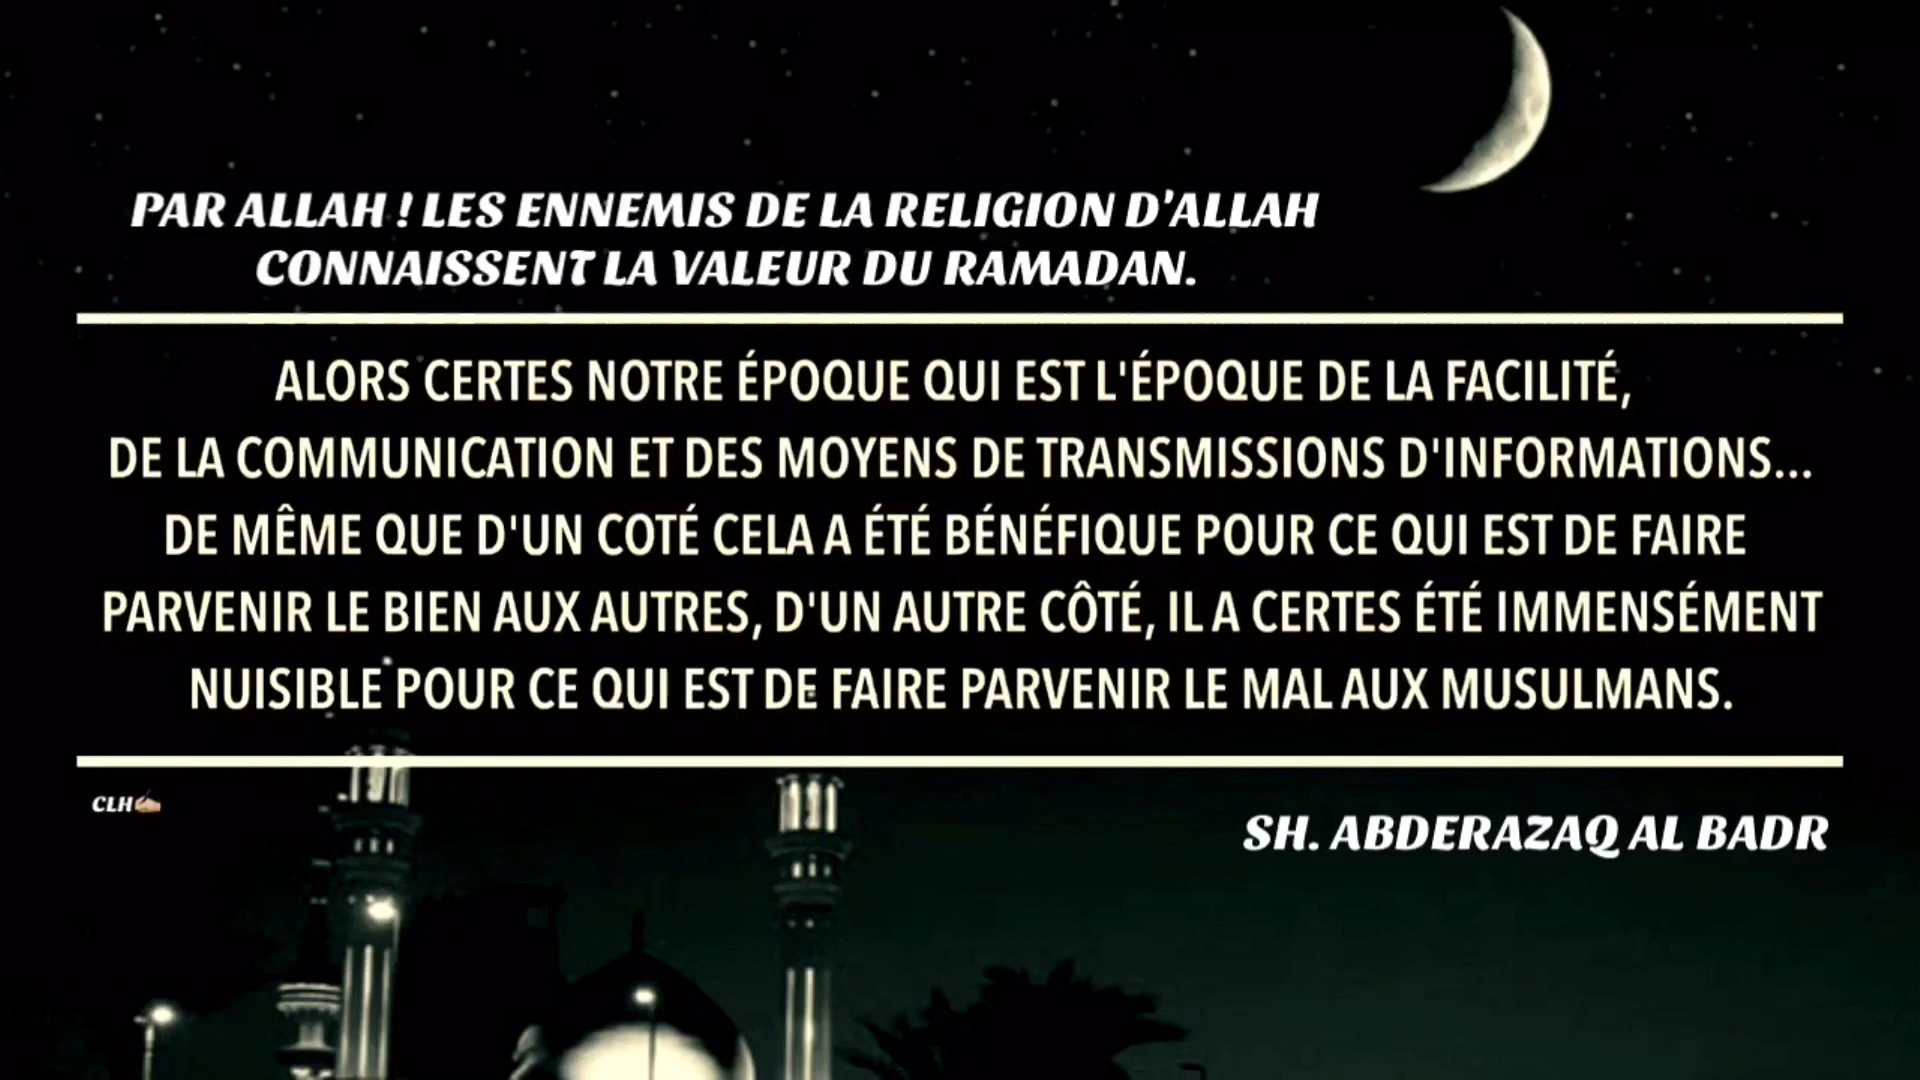 PAR ALLAH ! LES ENNEMIS DE LA RELIGION D'ALLAH
CONNAISSENT LA VALEUR DU RAMADAN.
ALORS CERTES NOTRE ÉPOQUE QUI EST L'ÉPOQUE DE LA FACILITÉ,
DE LA COMMUNICATION ET DES MOYENS DE TRANSMISSIONS D'INFORMATIONS...
DE MÊME QUE D'UN COTÉ CELA A ÉTÉ BÉNÉFIQUE POUR CE QUI EST DE FAIRE
PARVENIR LE BIEN AUX AUTRES, D'UN AUTRE CÔTÉ, IL A CERTES ÉTÉ IMMENSÉMENT
NUISIBLE POUR CE QUI EST DE FAIRE PARVENIR LE MAL AUX MUSULMANS.
CLH✍🏼
SH. ABDERAZAQ AL BADR